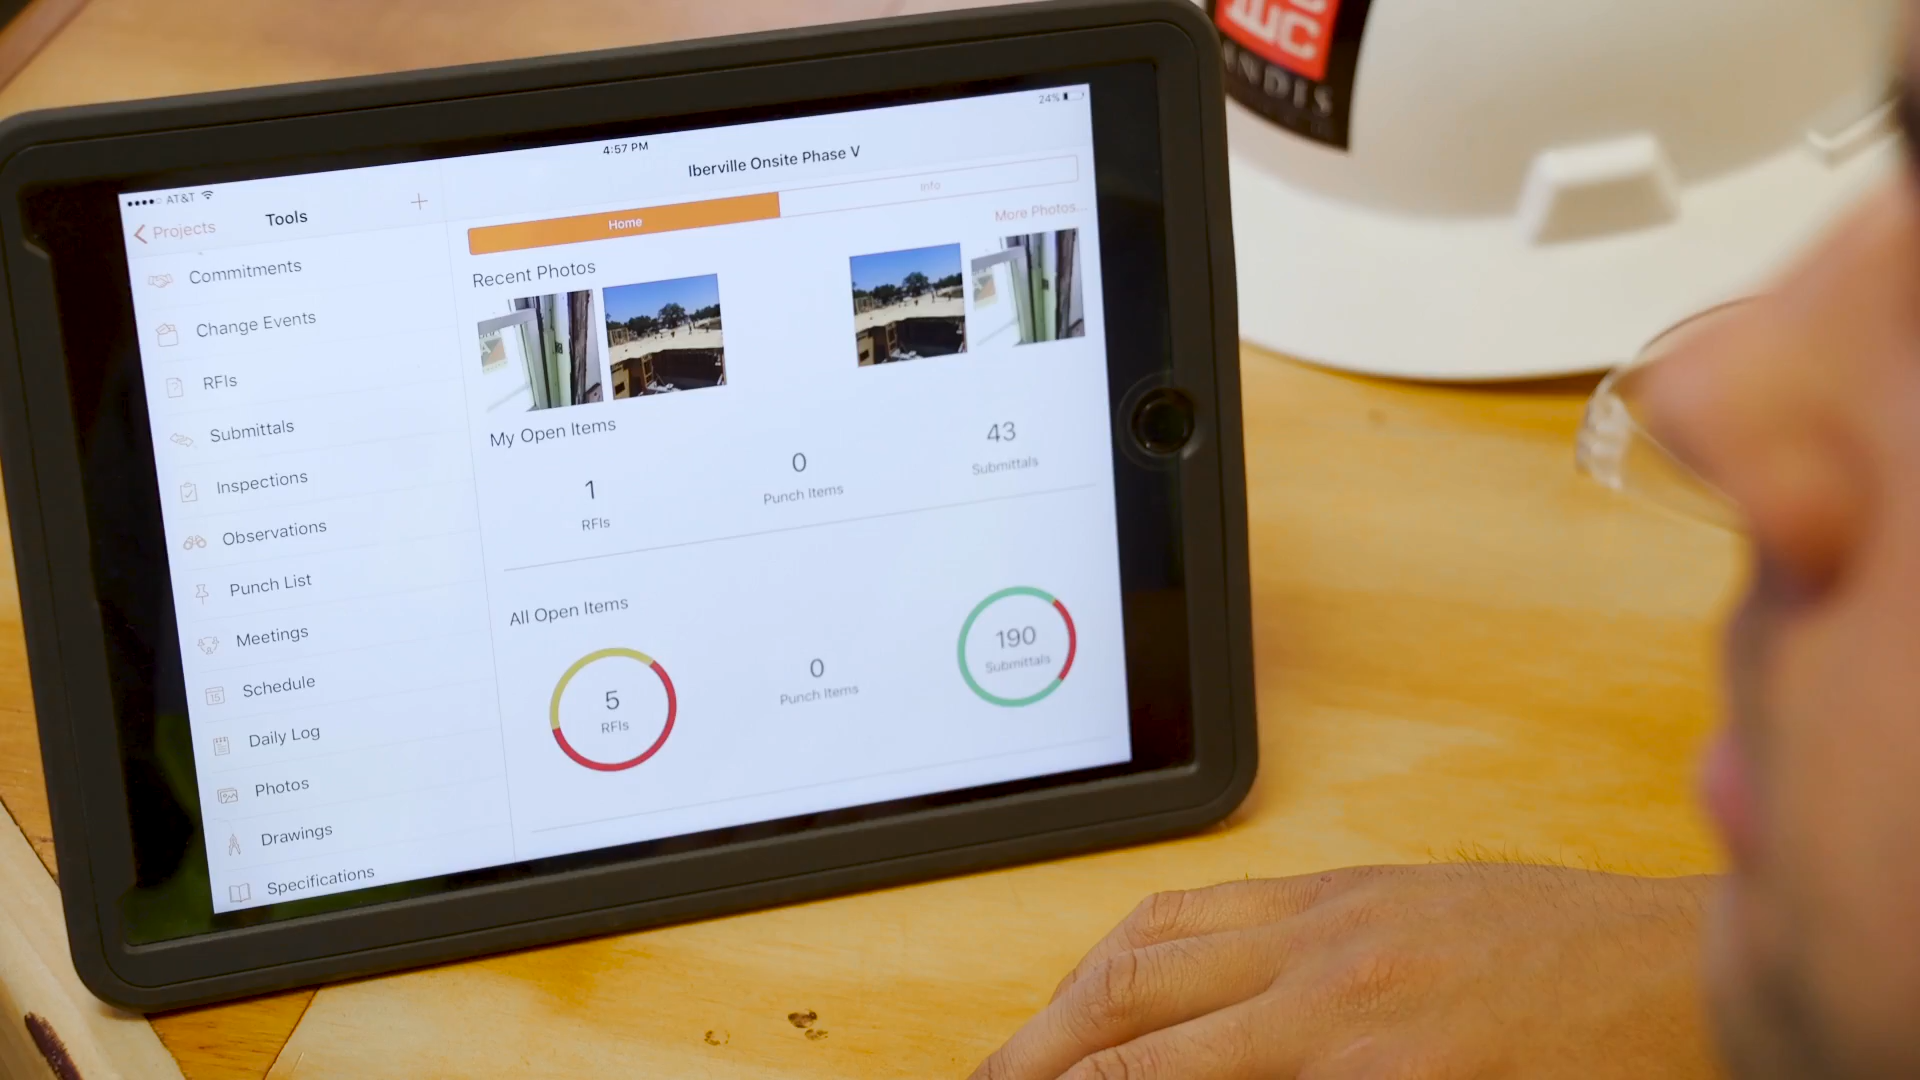 AT&T
4:57 PM
24%
Projects
Tools
+
Iberville Onsite Phase V
Home
Info
Commitments
Change Events
RFIs
Submittals
Inspections
Observations
Punch List
Meetings
Schedule
Daily Log
Photos
Drawings
Specifications
Recent Photos
More Photos...
My Open Items
1
RFIs
0
Punch Items
43
Submittals
All Open Items
5
RFIs
0
Punch Items
190
Submittals